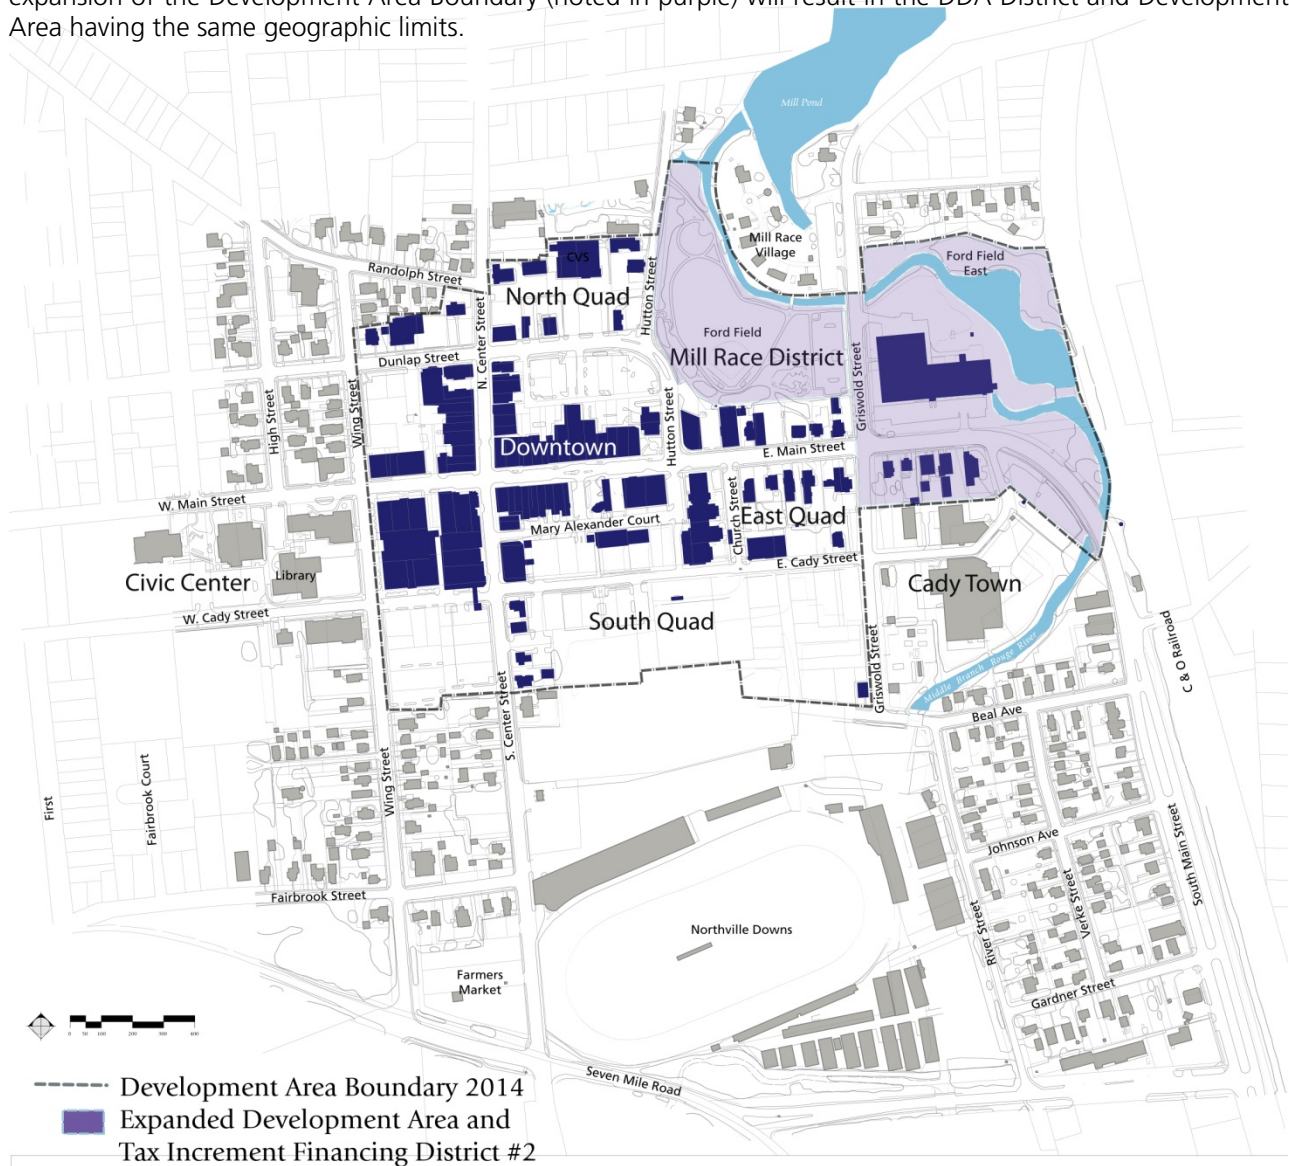 expansion of the Development Area Boundary (noted in purple) will result in the DDA District and Development
Area having the same geographic limits.
Mill Pond
Mill Race
Village
Ford Field
East
Randolph Street
CVS
North Quad
Hutton Street
N. Center Street
Ford Field
Mill Race District
Griswold Street
Dunlap Street
Wing Street
High Street
Downtown
Hutton Street
E. Main Street
W. Main Street
Mary Alexander Court
Church Street
East Quad
E. Cady Street
Civic Center
Library
Cady Town
W. Cady Street
South Quad
Griswold Street
Middle Branch Rouge River
C & O Railroad
Beal Ave
S. Center Street
Wing Street
First
Fairbrook Court
Johnson Ave
South Main Street
Verke Street
River Street
Fairbrook Street
Northville Downs
Farmers
Market
Gardner Street
0 50 100 200 300 400
Seven Mile Road
Development Area Boundary 2014
Expanded Development Area and
Tax Increment Financing District #2